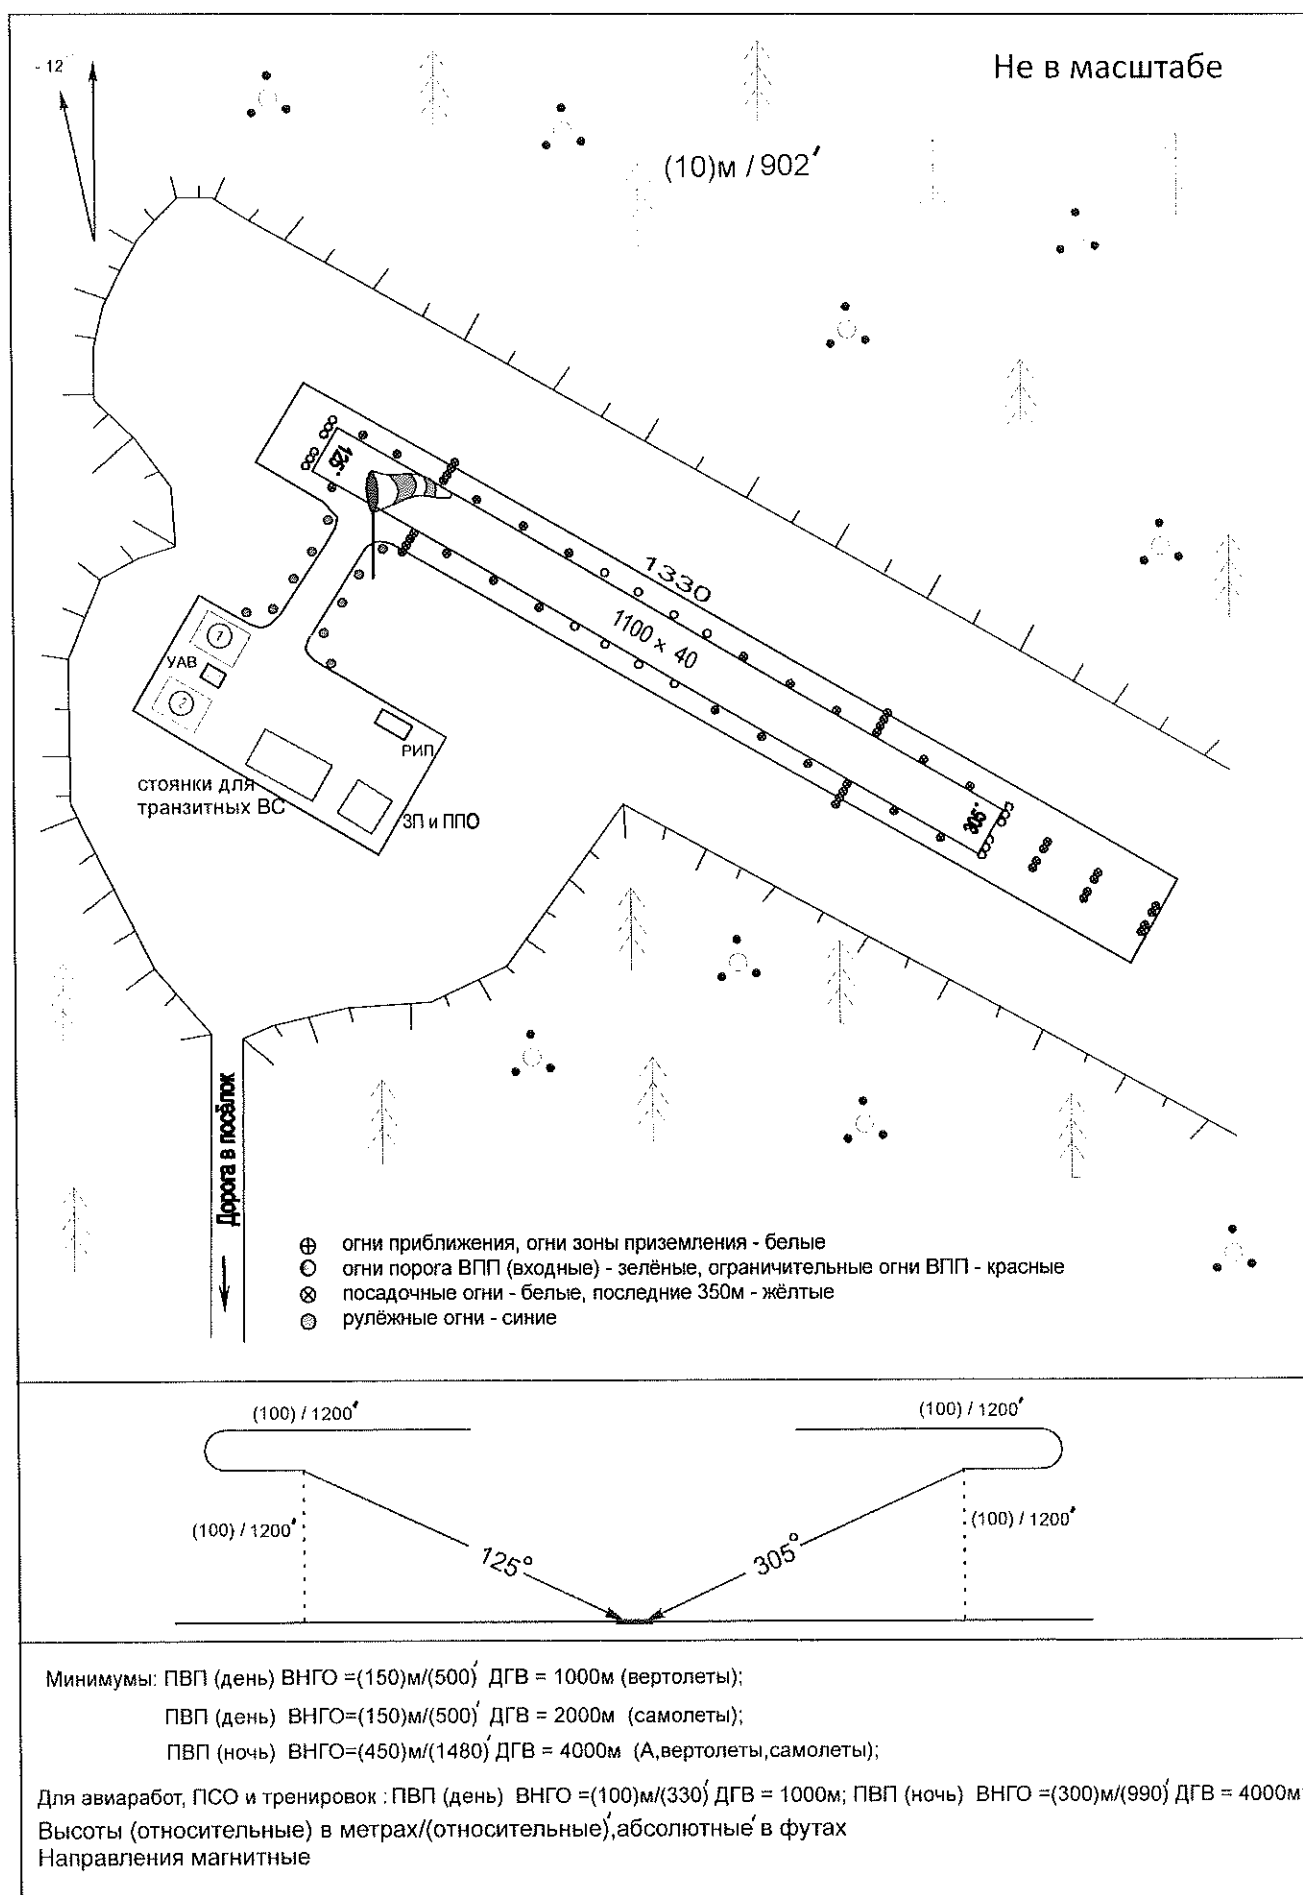 - 12
Не в масштабе
(10)м / 902′
125°
1330
1100 x 40
1
УАВ
2
РИП
стоянки для
транзитных ВС
ЗП и ППО
305°
Дорога в посёлок
огни приближения, огни зоны приземления - белые
огни порога ВПП (входные) - зелёные, ограничительные огни ВПП - красные
посадочные огни - белые, последние 350м - жёлтые
рулёжные огни - синие
(100) / 1200′
(100) / 1200′
(100) / 1200′
(100) / 1200′
125°
305°
Минимумы: ПВП (день) ВНГО =(150)м/(500)′ ДГВ = 1000м (вертолеты);
ПВП (день) ВНГО=(150)м/(500)′ ДГВ = 2000м (самолеты);
ПВП (ночь) ВНГО=(450)м/(1480)′ ДГВ = 4000м (А,вертолеты,самолеты);
Для авиаработ, ПСО и тренировок : ПВП (день) ВНГО =(100)м/(330)′ ДГВ = 1000м; ПВП (ночь) ВНГО =(300)м/(990)′ ДГВ = 4000м
Высоты (относительные) в метрах/(относительные)′,абсолютные′ в футах
Направления магнитные